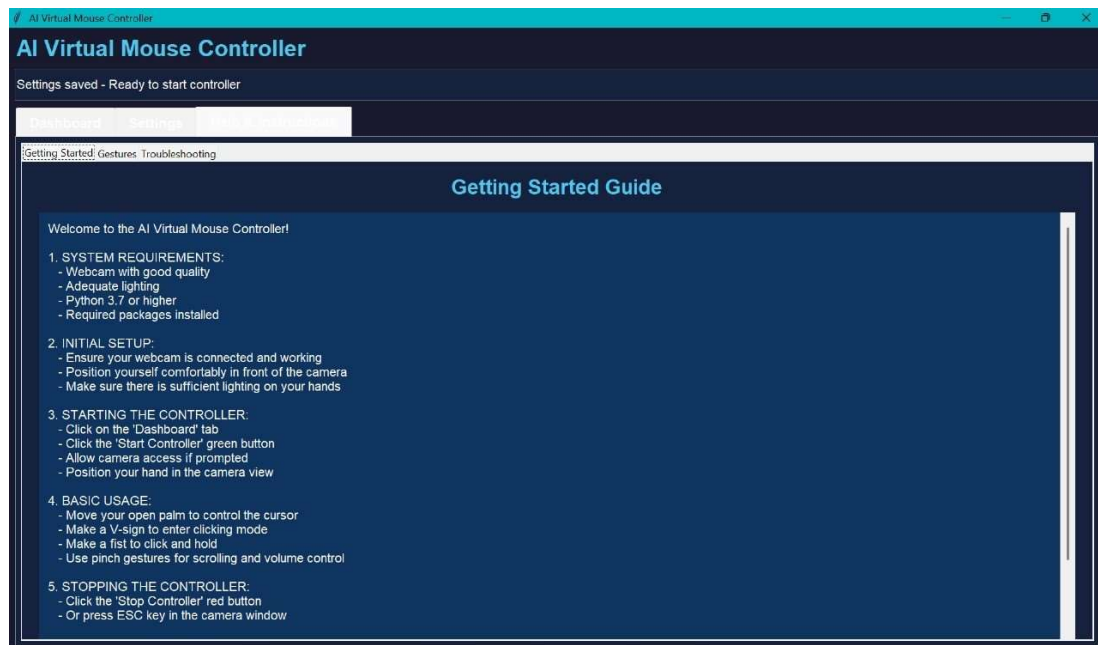 AI Virtual Mouse Controller
AI Virtual Mouse Controller
Settings saved - Ready to start controller
Dashboard Settings
Getting Started Gestures Troubleshooting
Getting Started Guide
Welcome to the AI Virtual Mouse Controller!
1. SYSTEM REQUIREMENTS:
- Webcam with good quality
- Adequate lighting
- Python 3.7 or higher
- Required packages installed
2. INITIAL SETUP:
- Ensure your webcam is connected and working
- Position yourself comfortably in front of the camera
- Make sure there is sufficient lighting on your hands
3. STARTING THE CONTROLLER:
- Click on the 'Dashboard' tab
- Click the 'Start Controller' green button
- Allow camera access if prompted
- Position your hand in the camera view
4. BASIC USAGE:
- Move your open palm to control the cursor
- Make a V-sign to enter clicking mode
- Make a fist to click and hold
- Use pinch gestures for scrolling and volume control
5. STOPPING THE CONTROLLER:
- Click the 'Stop Controller' red button
- Or press ESC key in the camera window